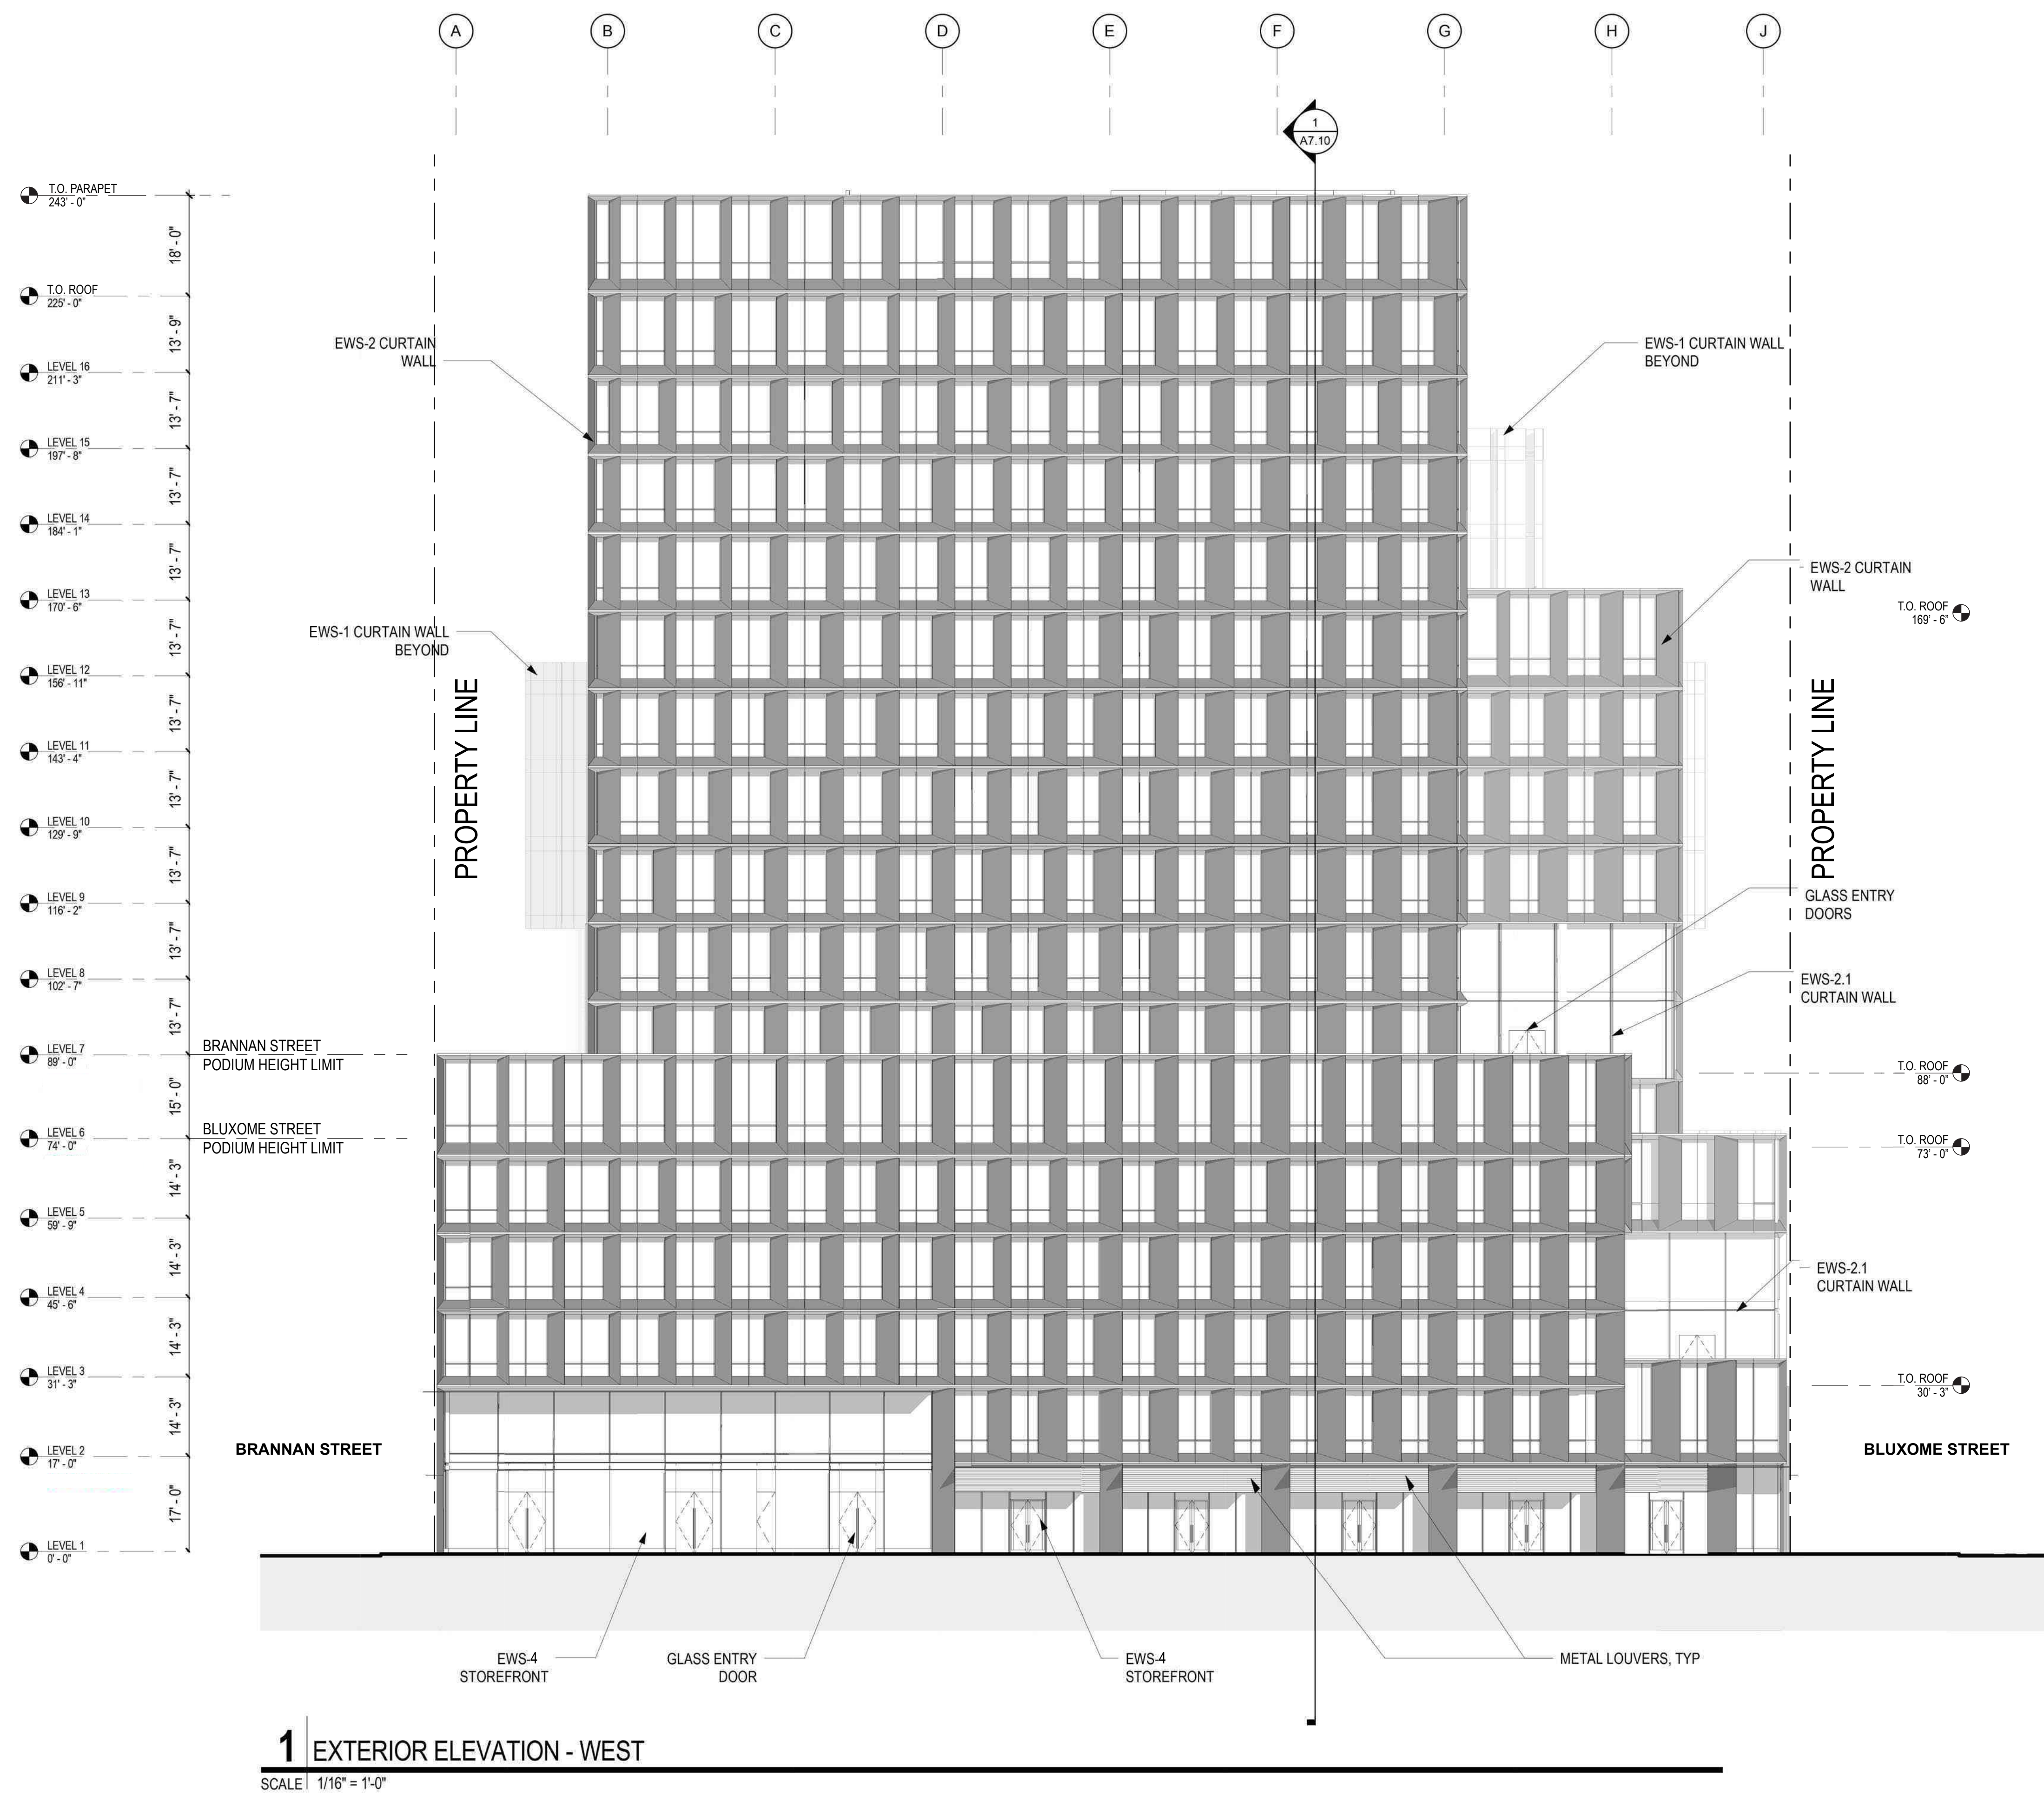 A B C D E F G H J
1
A7.10
T.O. PARAPET
243' - 0"
18' - 0"
T.O. ROOF
225' - 0"
13' - 9"
EWS-2 CURTAIN
WALL
EWS-1 CURTAIN WALL
BEYOND
LEVEL 16
211' - 3"
13' - 7"
LEVEL 15
197' - 8"
13' - 7"
LEVEL 14
184' - 1"
13' - 7"
EWS-2 CURTAIN
WALL
LEVEL 13
170' - 6"
T.O. ROOF
169' - 6"
13' - 7"
EWS-1 CURTAIN WALL
BEYOND
LEVEL 12
156' - 11"
13' - 7"
PROPERTY LINE
PROPERTY LINE
LEVEL 11
143' - 4"
13' - 7"
LEVEL 10
129' - 9"
13' - 7"
LEVEL 9
116' - 2"
GLASS ENTRY
DOORS
13' - 7"
LEVEL 8
102' - 7"
EWS-2.1
CURTAIN WALL
13' - 7"
BRANNAN STREET
PODIUM HEIGHT LIMIT
LEVEL 7
89' - 0"
T.O. ROOF
88' - 0"
15' - 0"
BLUXOME STREET
PODIUM HEIGHT LIMIT
LEVEL 6
74' - 0"
T.O. ROOF
73' - 0"
14' - 3"
LEVEL 5
59' - 9"
14' - 3"
EWS-2.1
CURTAIN WALL
LEVEL 4
45' - 6"
14' - 3"
LEVEL 3
31' - 3"
T.O. ROOF
30' - 3"
14' - 3"
BRANNAN STREET
BLUXOME STREET
LEVEL 2
17' - 0"
17' - 0"
LEVEL 1
0' - 0"
EWS-4
STOREFRONT
GLASS ENTRY
DOOR
EWS-4
STOREFRONT
METAL LOUVERS, TYP
1 EXTERIOR ELEVATION - WEST
SCALE 1/16" = 1'-0"